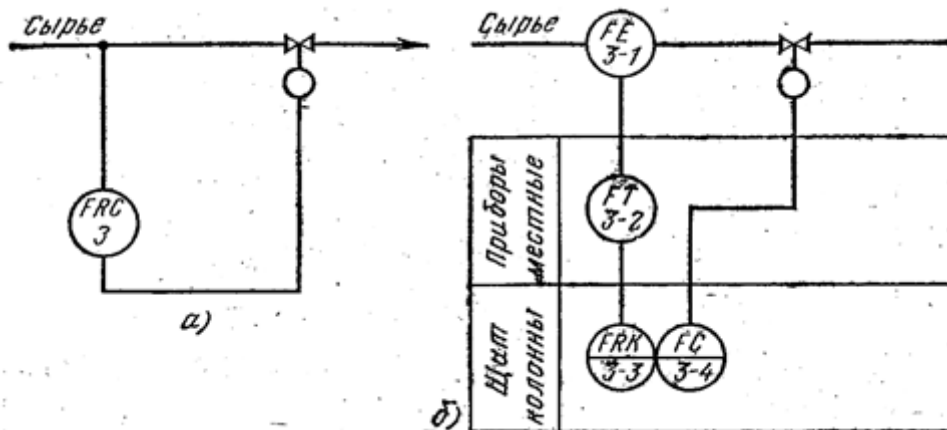 Сырье
FRC
3
а)
Сырье
FE
3-1
Приборы
местные
FT
3-2
Щит
колонны
FRK
3-3
FC
3-4
б)